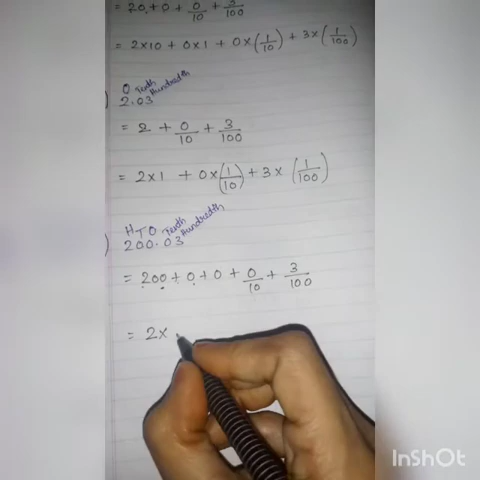 = 20 + 0 + 0/10 + 3/100
= 2×10 + 0×1 + 0×(1/10) + 3×(1/100)
O Tenth Hundredth
) 2.03
= 2 + 0/10 + 3/100
= 2×1 + 0×(1/10) + 3×(1/100)
H T O Tenth Hundredth
) 200.03
= 200 + 0 + 0 + 0/10 + 3/100
= 2×
InShOt